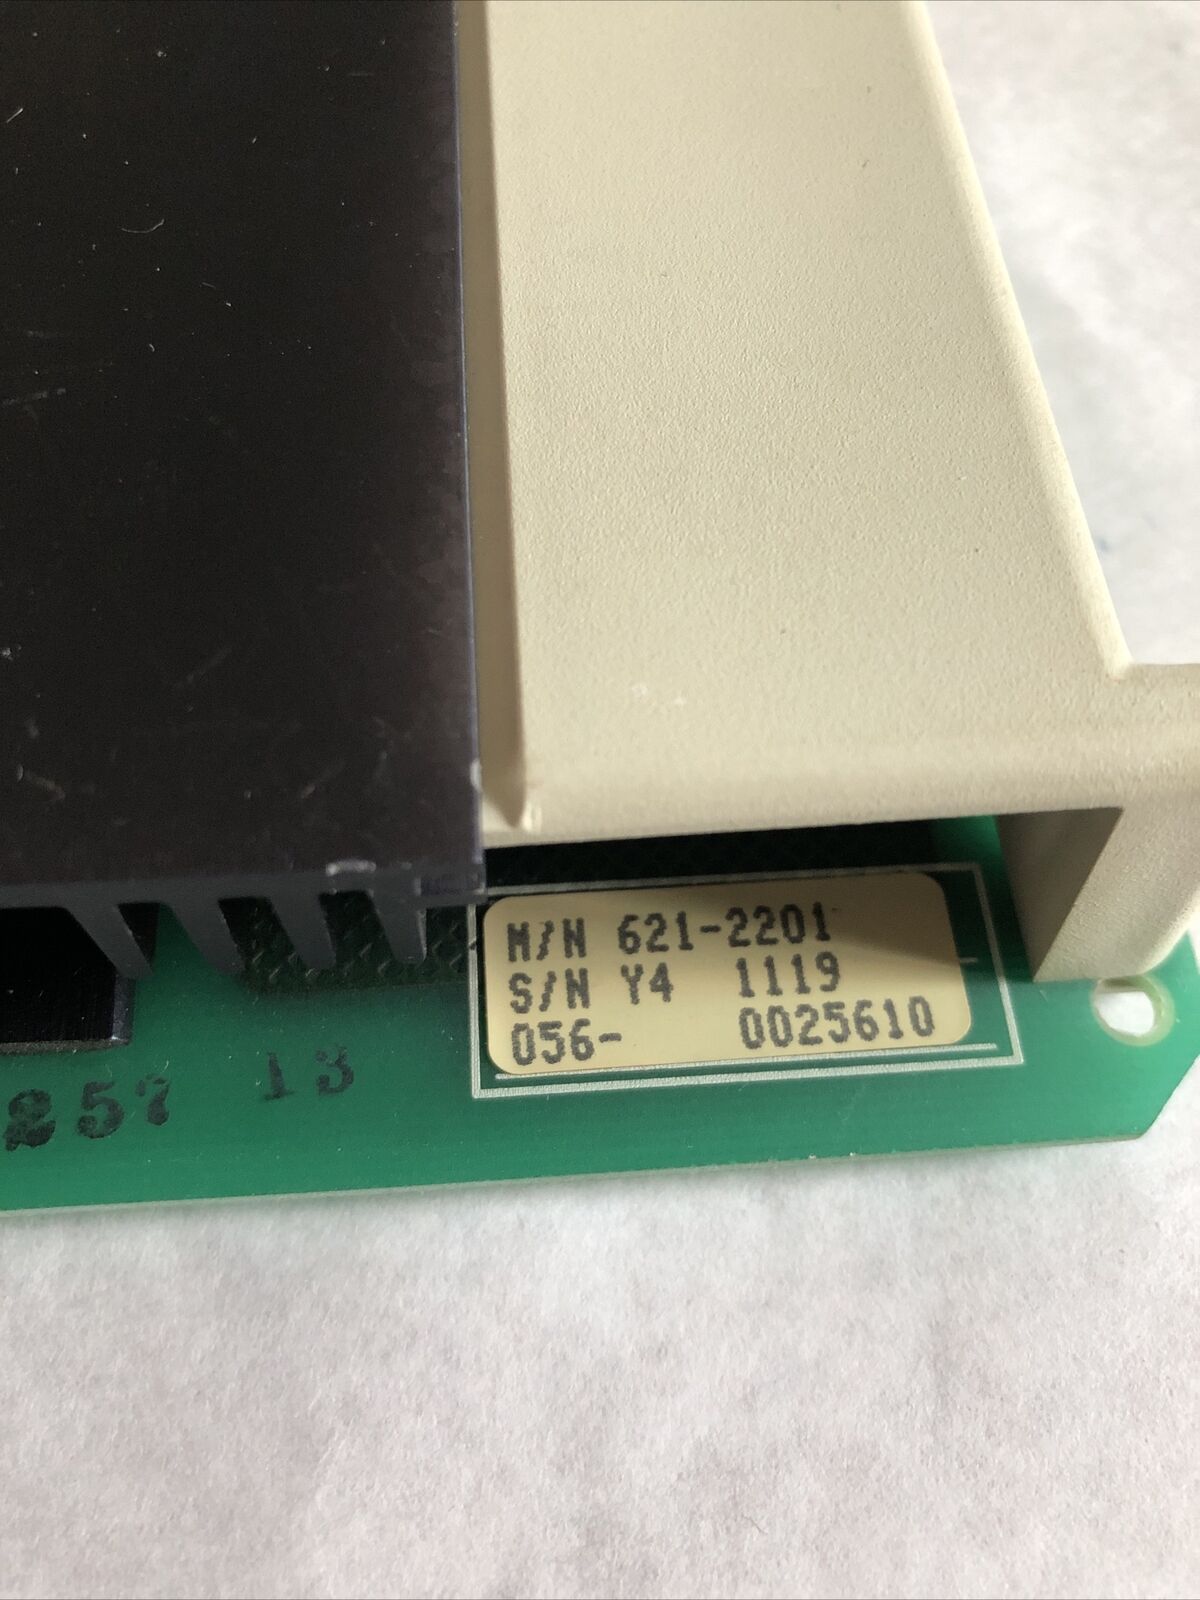 M/N 621-2201
S/N Y4 1119
056- 0025610
257 13